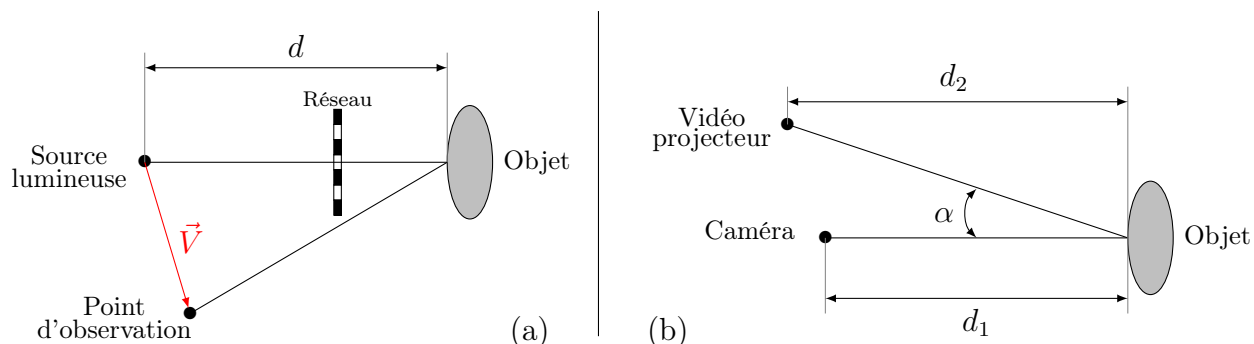 d
Réseau
Source
lumineuse
Objet
V⃗
Point
d'observation
(a)
d₂
Vidéo
projecteur
α
Caméra
Objet
d₁
(b)